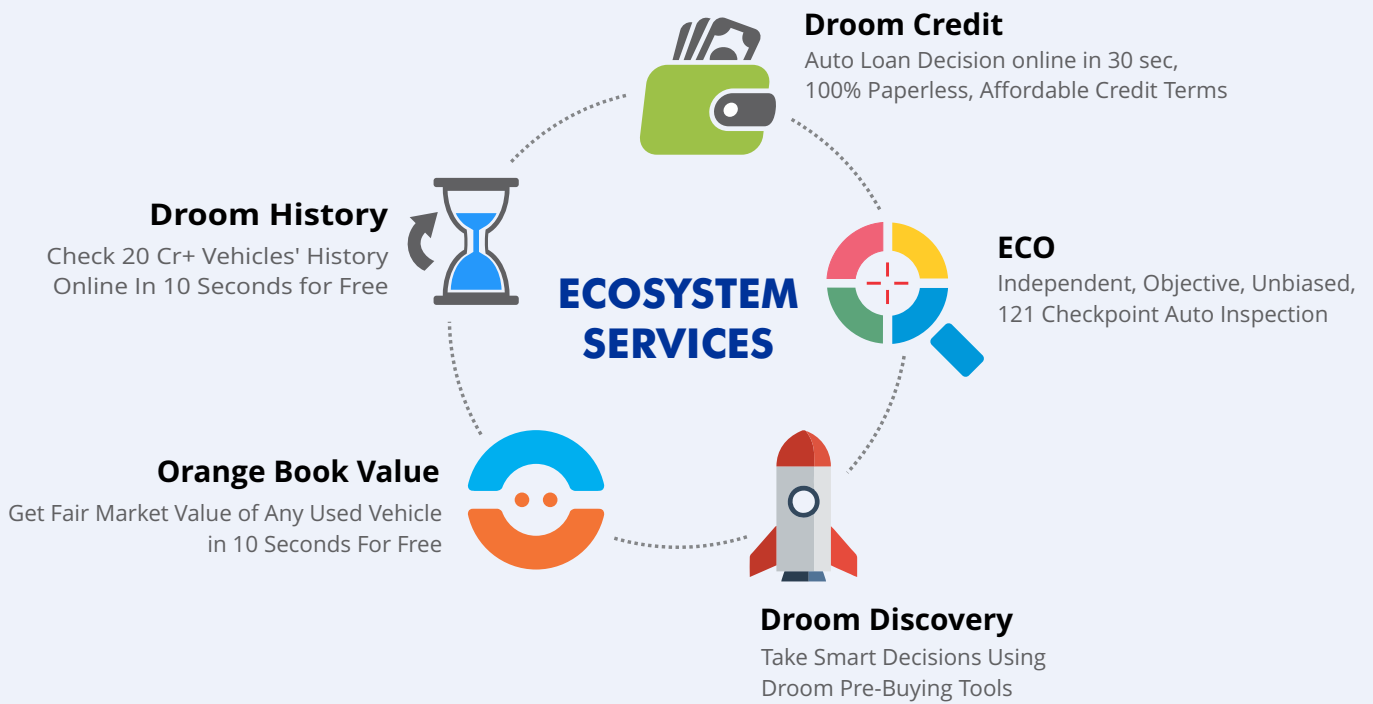 Droom Credit
Auto Loan Decision online in 30 sec,
100% Paperless, Affordable Credit Terms
Droom History
Check 20 Cr+ Vehicles' History
Online In 10 Seconds for Free
ECOSYSTEM
SERVICES
ECO
Independent, Objective, Unbiased,
121 Checkpoint Auto Inspection
Orange Book Value
Get Fair Market Value of Any Used Vehicle
in 10 Seconds For Free
Droom Discovery
Take Smart Decisions Using
Droom Pre-Buying Tools